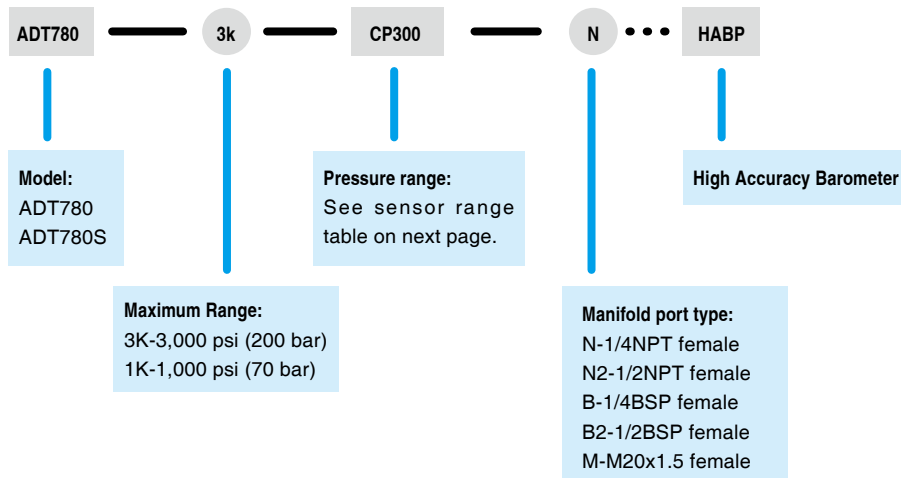 ADT780
3k
CP300
N
HABP
Model:
ADT780
ADT780S
Pressure range:
See sensor range
table on next page.
High Accuracy Barometer
Maximum Range:
3K-3,000 psi (200 bar)
1K-1,000 psi (70 bar)
Manifold port type:
N-1/4NPT female
N2-1/2NPT female
B-1/4BSP female
B2-1/2BSP female
M-M20x1.5 female